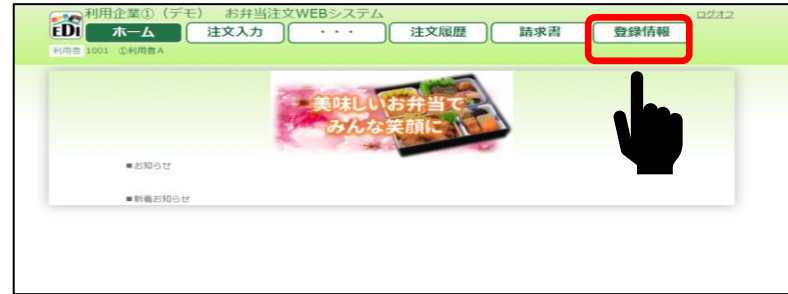 利用企業①（デモ） お弁当注文WEBシステム
ログオフ
EDI
ホーム
注文入力
・・・
注文履歴
請求書
登録情報
利用者 1001 ①利用者A
美味しいお弁当で
みんな笑顔に
■お知らせ
■新着お知らせ